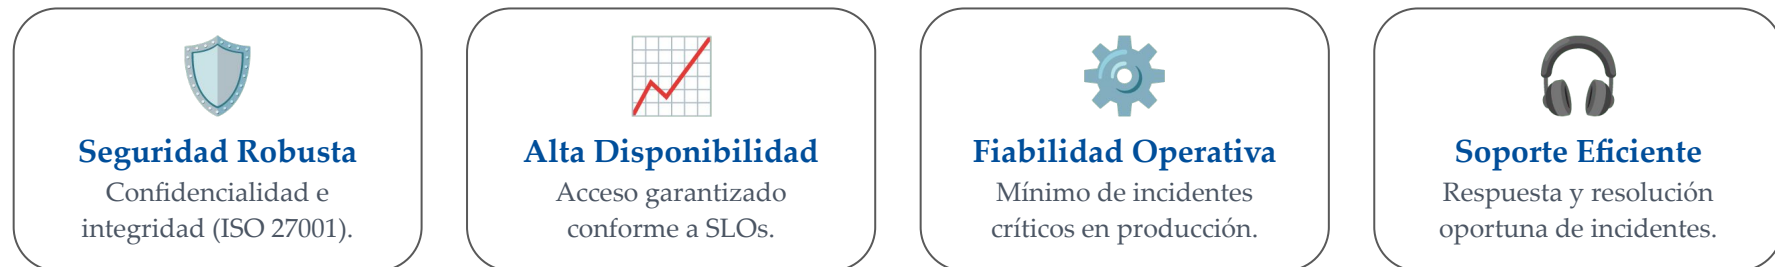 Seguridad Robusta
Confidencialidad e
integridad (ISO 27001).
Alta Disponibilidad
Acceso garantizado
conforme a SLOs.
Fiabilidad Operativa
Mínimo de incidentes
críticos en producción.
Soporte Eficiente
Respuesta y resolución
oportuna de incidentes.